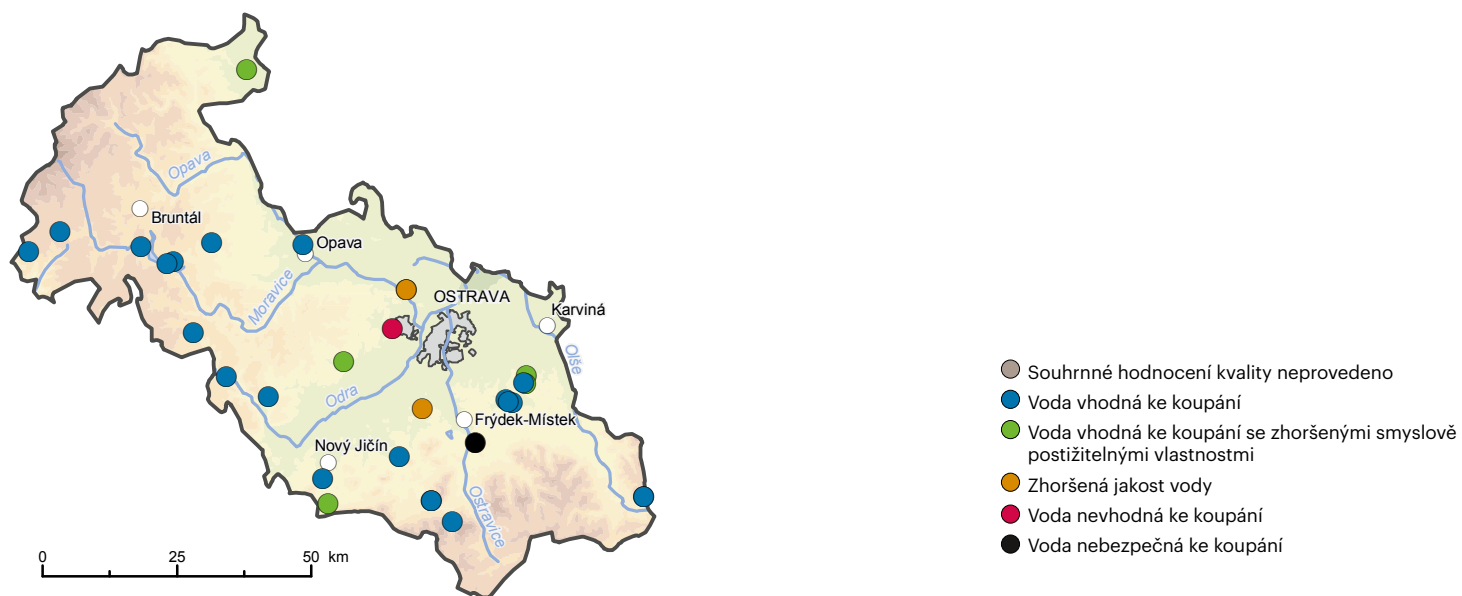 Opava
Bruntál
Opava
Moravice
OSTRAVA
Karviná
Olše
Odra
Frýdek-Místek
Nový Jičín
Ostravice
0 25 50 km
Souhrnné hodnocení kvality neprovedeno
Voda vhodná ke koupání
Voda vhodná ke koupání se zhoršenými smyslově
postižitelnými vlastnostmi
Zhoršená jakost vody
Voda nevhodná ke koupání
Voda nebezpečná ke koupání